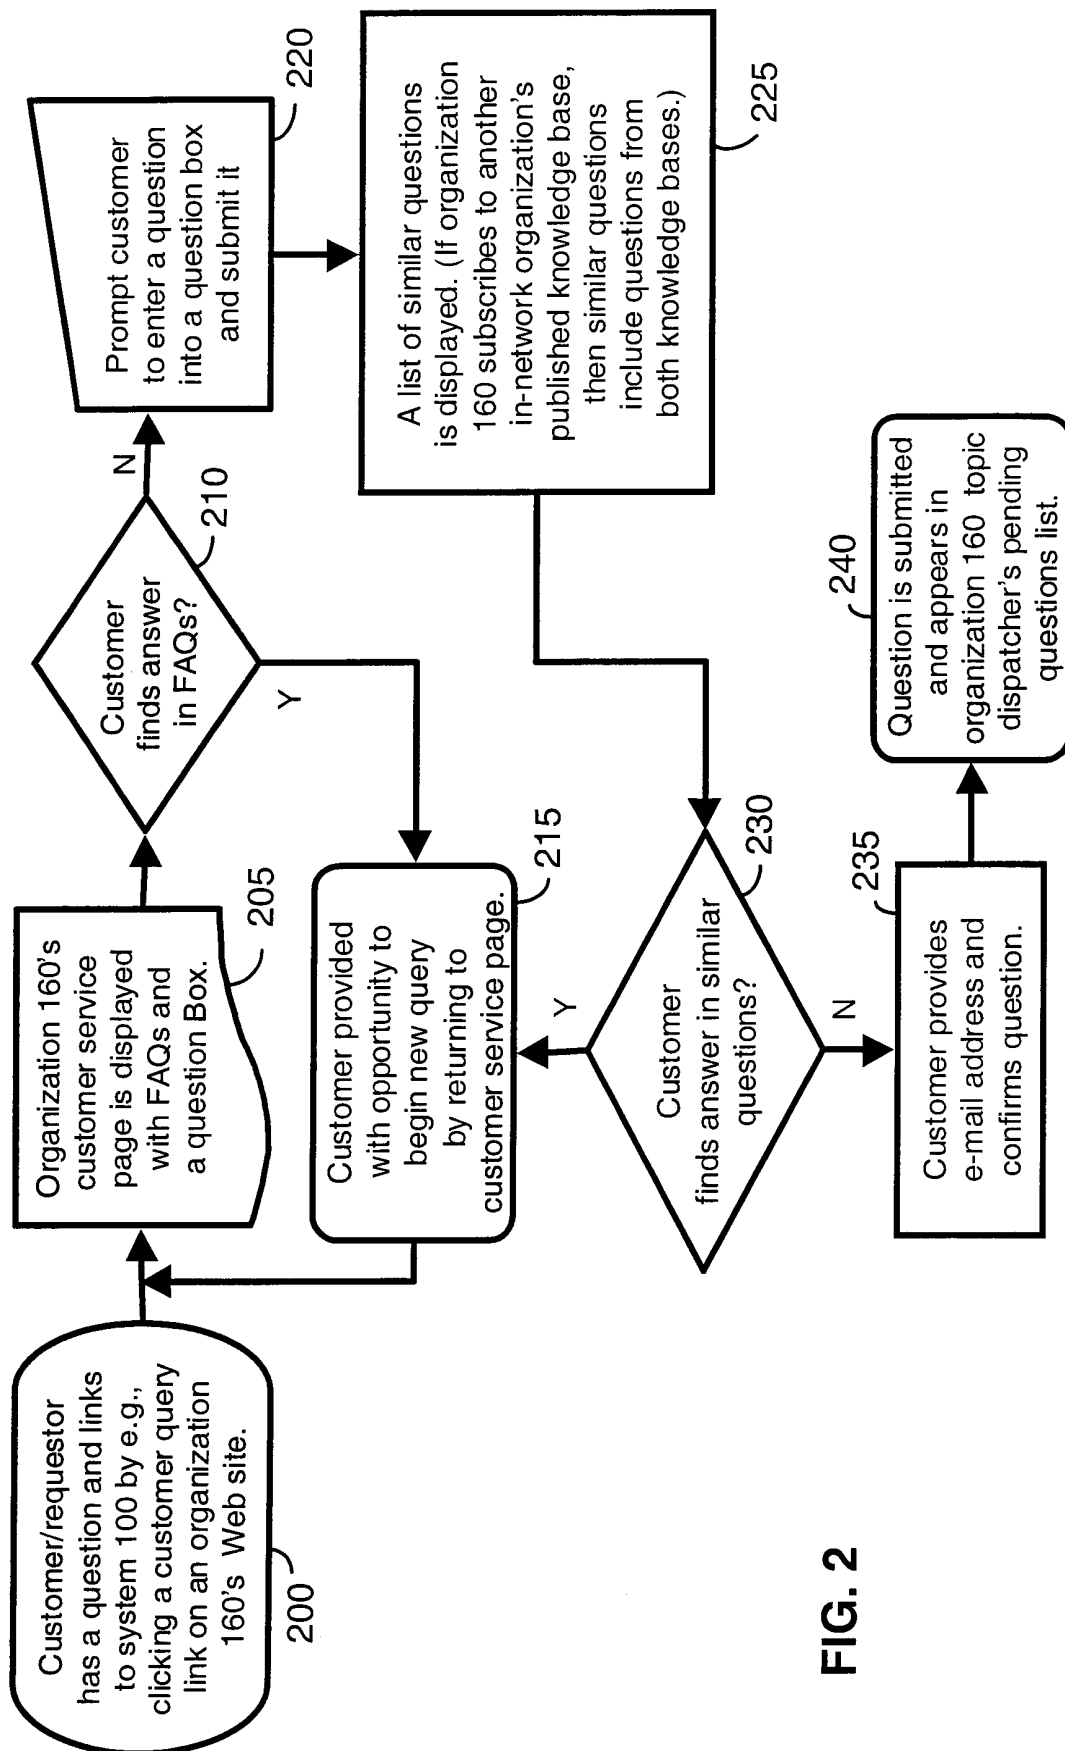 Customer/requestor
has a question and links
to system 100 by e.g.,
clicking a customer query
link on an organization
160's Web site.
200
Organization 160's
customer service
page is displayed
with FAQs and
a question Box.
205
Customer
finds answer
in FAQs?
210
N
Y
Prompt customer
to enter a question
into a question box
and submit it
220
Customer provided
with opportunity to
begin new query
by returning to
customer service page.
215
A list of similar questions
is displayed. (If organization
160 subscribes to another
in-network organization's
published knowledge base,
then similar questions
include questions from
both knowledge bases.)
225
Customer
finds answer in similar
questions?
230
Y
N
Customer provides
e-mail address and
confirms question.
235
Question is submitted
and appears in
organization 160 topic
dispatcher's pending
questions list.
240
FIG. 2